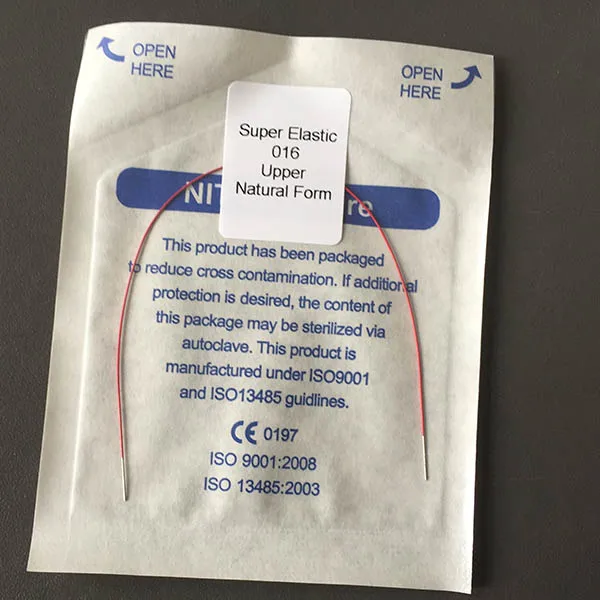 OPEN
HERE
OPEN
HERE
Super Elastic
016
Upper
Natural Form
This product has been packaged
to reduce cross contamination. If additional
protection is desired, the content of
this package may be sterilized via
autoclave. This product is
manufactured under ISO9001
and ISO13485 guidlines.
CE 0197
ISO 9001:2008
ISO 13485:2003